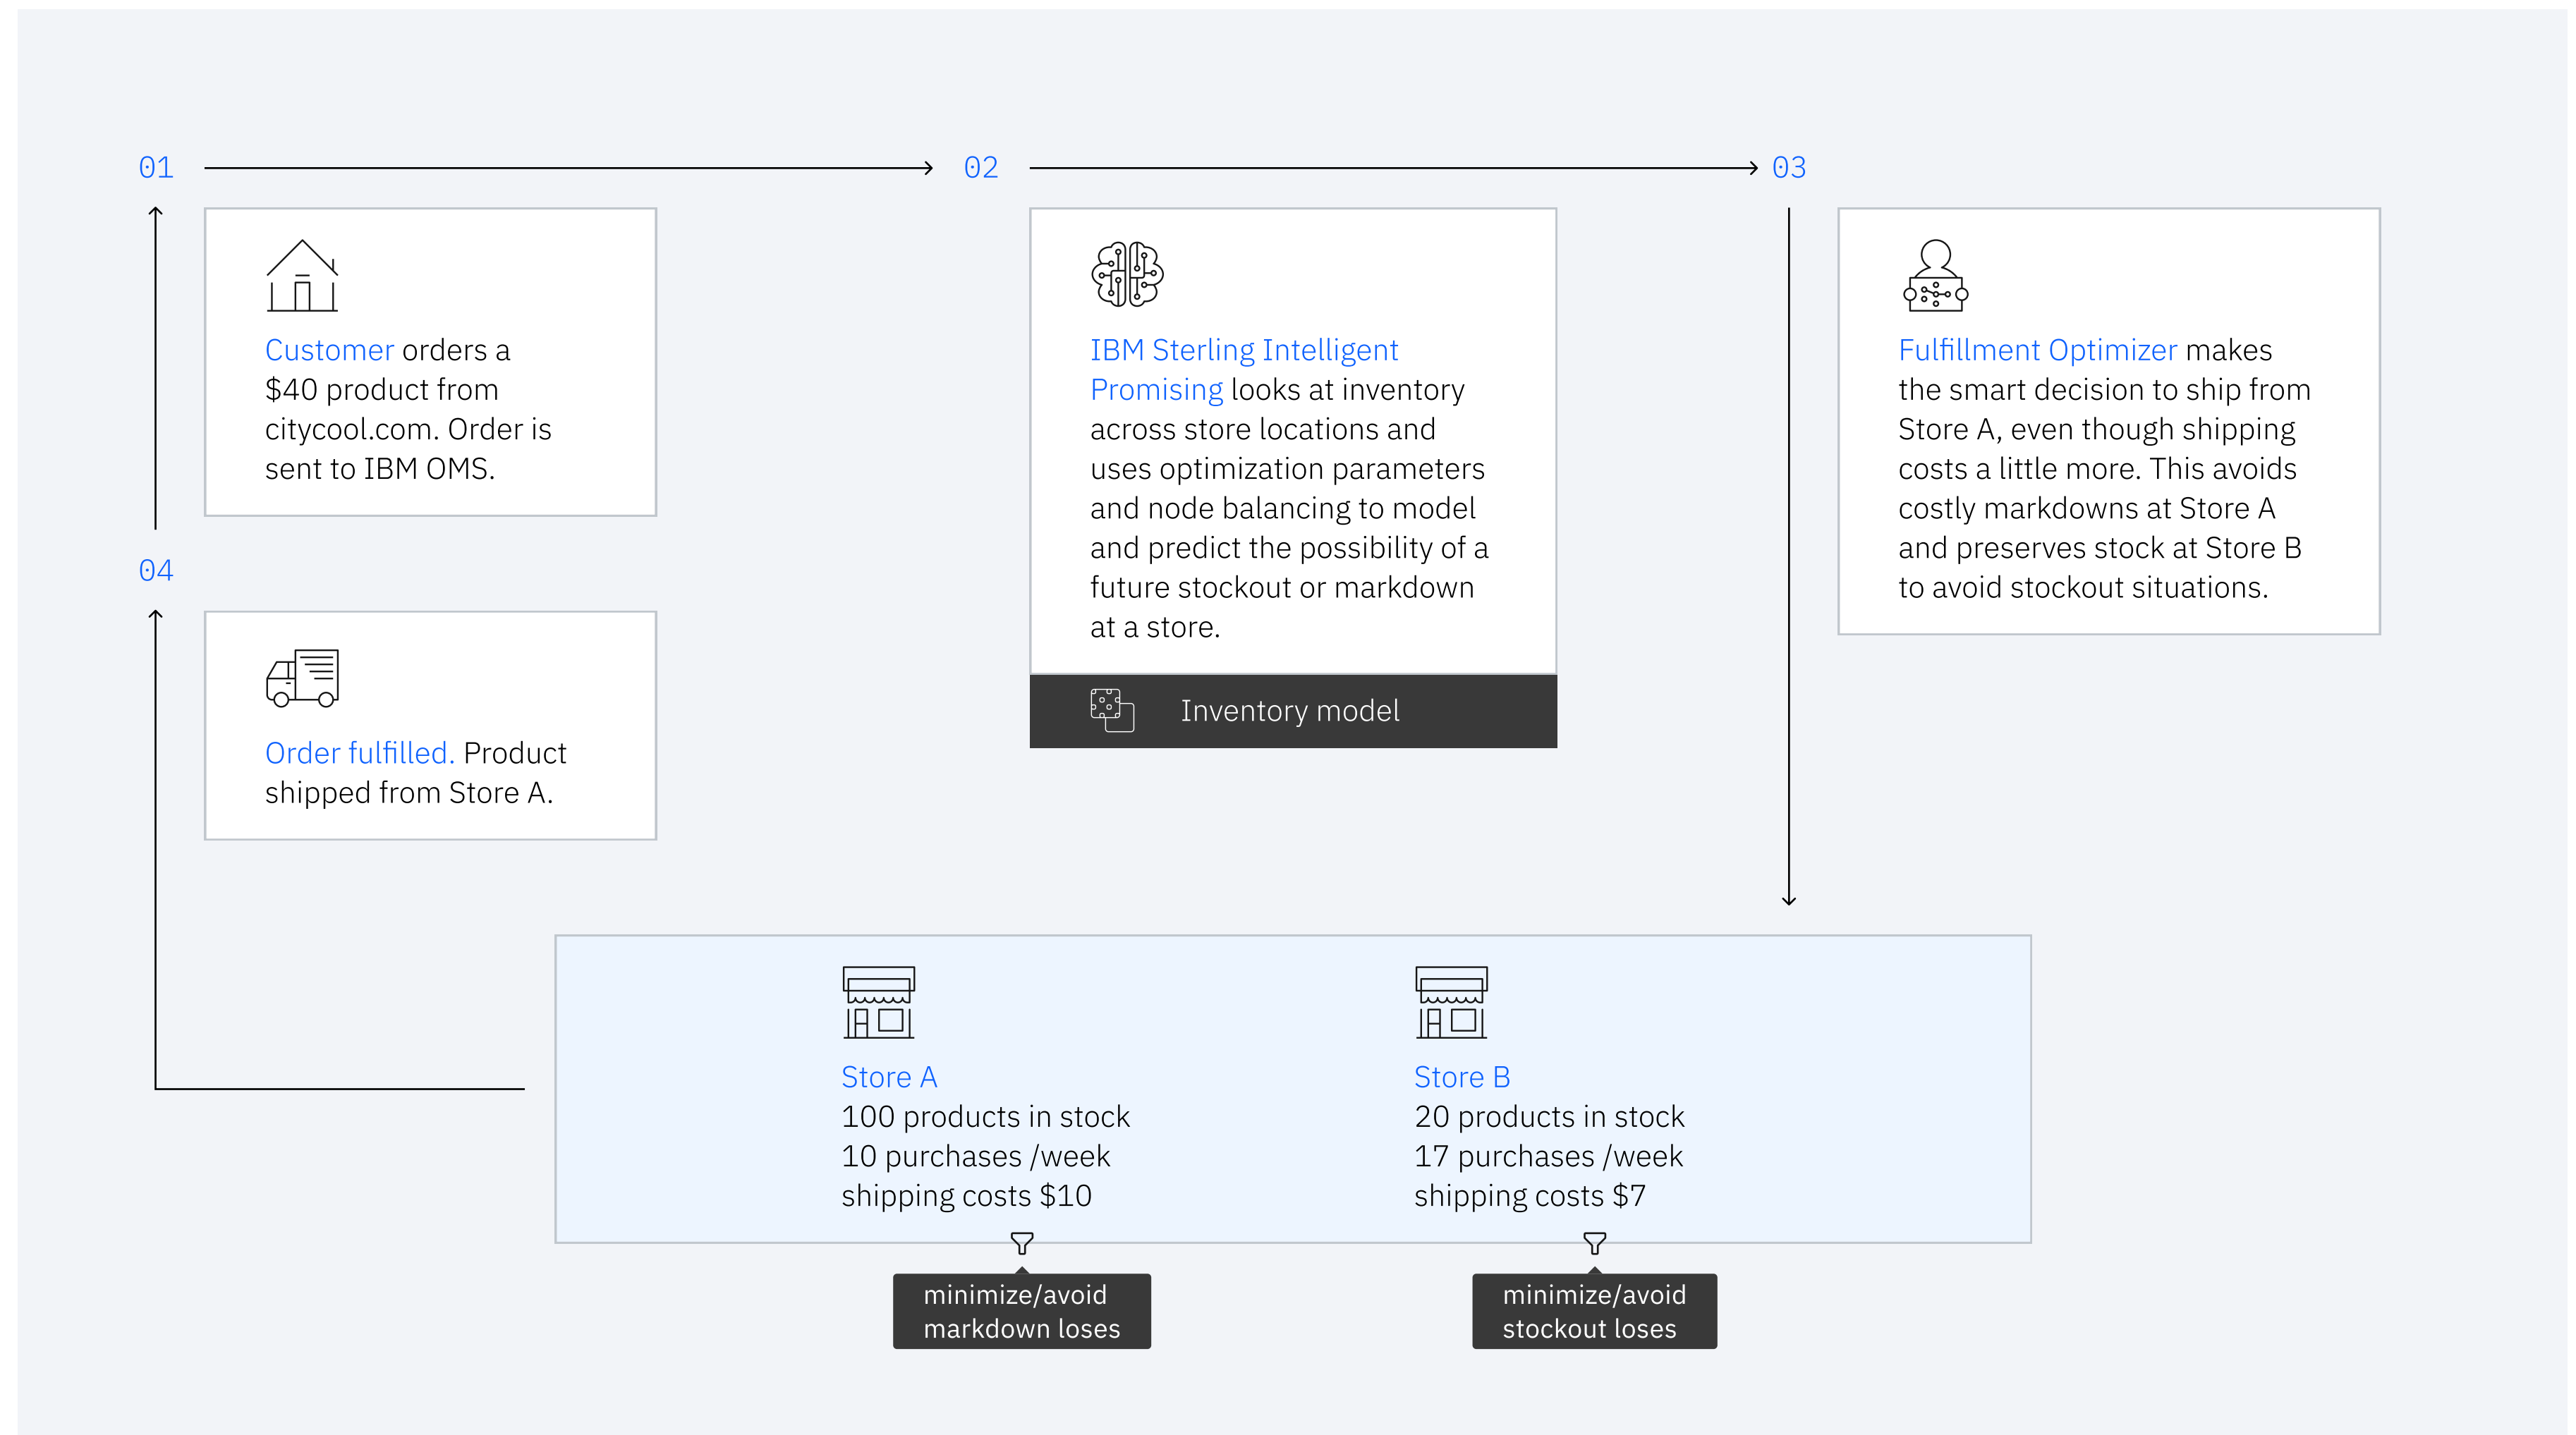 01
02
03
Customer orders a
$40 product from
citycool.com. Order is
sent to IBM OMS.
IBM Sterling Intelligent
Promising looks at inventory
across store locations and
uses optimization parameters
and node balancing to model
and predict the possibility of a
future stockout or markdown
at a store.
Inventory model
Fulfillment Optimizer makes
the smart decision to ship from
Store A, even though shipping
costs a little more. This avoids
costly markdowns at Store A
and preserves stock at Store B
to avoid stockout situations.
04
Order fulfilled. Product
shipped from Store A.
Store A
100 products in stock
10 purchases /week
shipping costs $10
minimize/avoid
markdown loses
Store B
20 products in stock
17 purchases /week
shipping costs $7
minimize/avoid
stockout loses